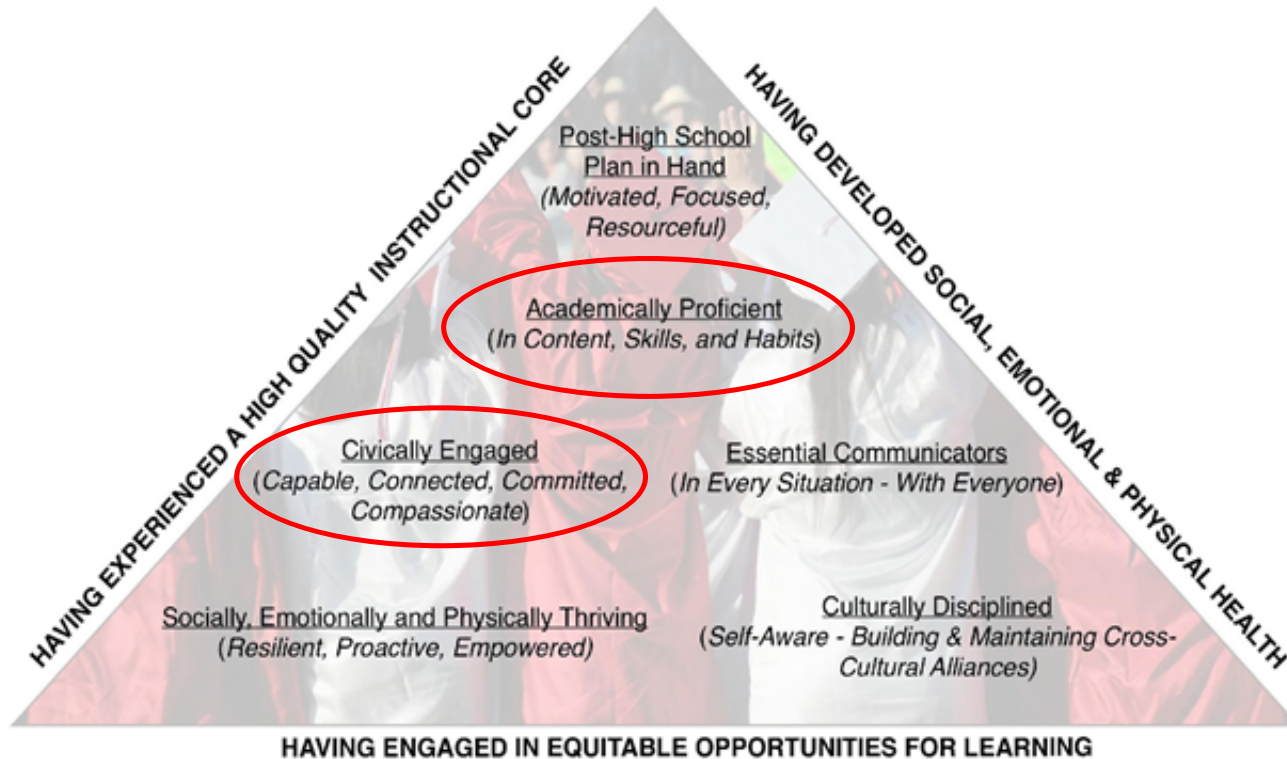 HAVING EXPERIENCED A HIGH QUALITY INSTRUCTIONAL CORE
HAVING DEVELOPED SOCIAL, EMOTIONAL & PHYSICAL HEALTH
Post-High School
Plan in Hand
(Motivated, Focused,
Resourceful)
Academically Proficient
(In Content, Skills, and Habits)
Civically Engaged
(Capable, Connected, Committed,
Compassionate)
Essential Communicators
(In Every Situation - With Everyone)
Socially, Emotionally and Physically Thriving
(Resilient, Proactive, Empowered)
Culturally Disciplined
(Self-Aware - Building & Maintaining Cross-
Cultural Alliances)
HAVING ENGAGED IN EQUITABLE OPPORTUNITIES FOR LEARNING